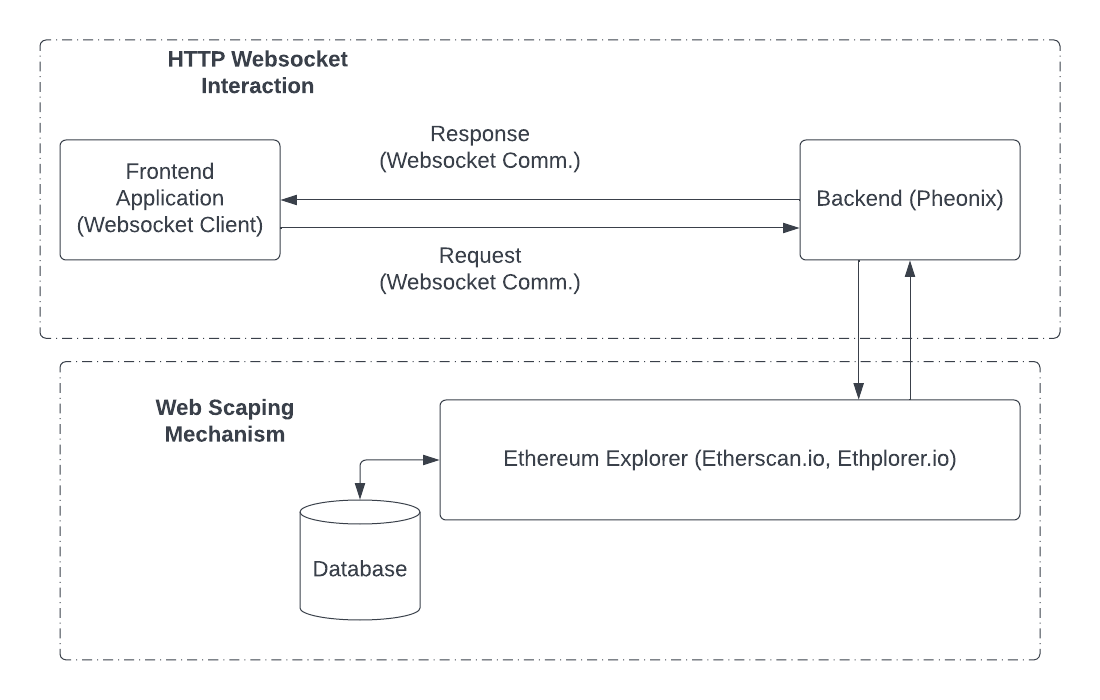 HTTP Websocket
Interaction
Response
(Websocket Comm.)
Frontend
Application
(Websocket Client)
Backend (Pheonix)
Request
(Websocket Comm.)
Web Scaping
Mechanism
Ethereum Explorer (Etherscan.io, Ethplorer.io)
Database